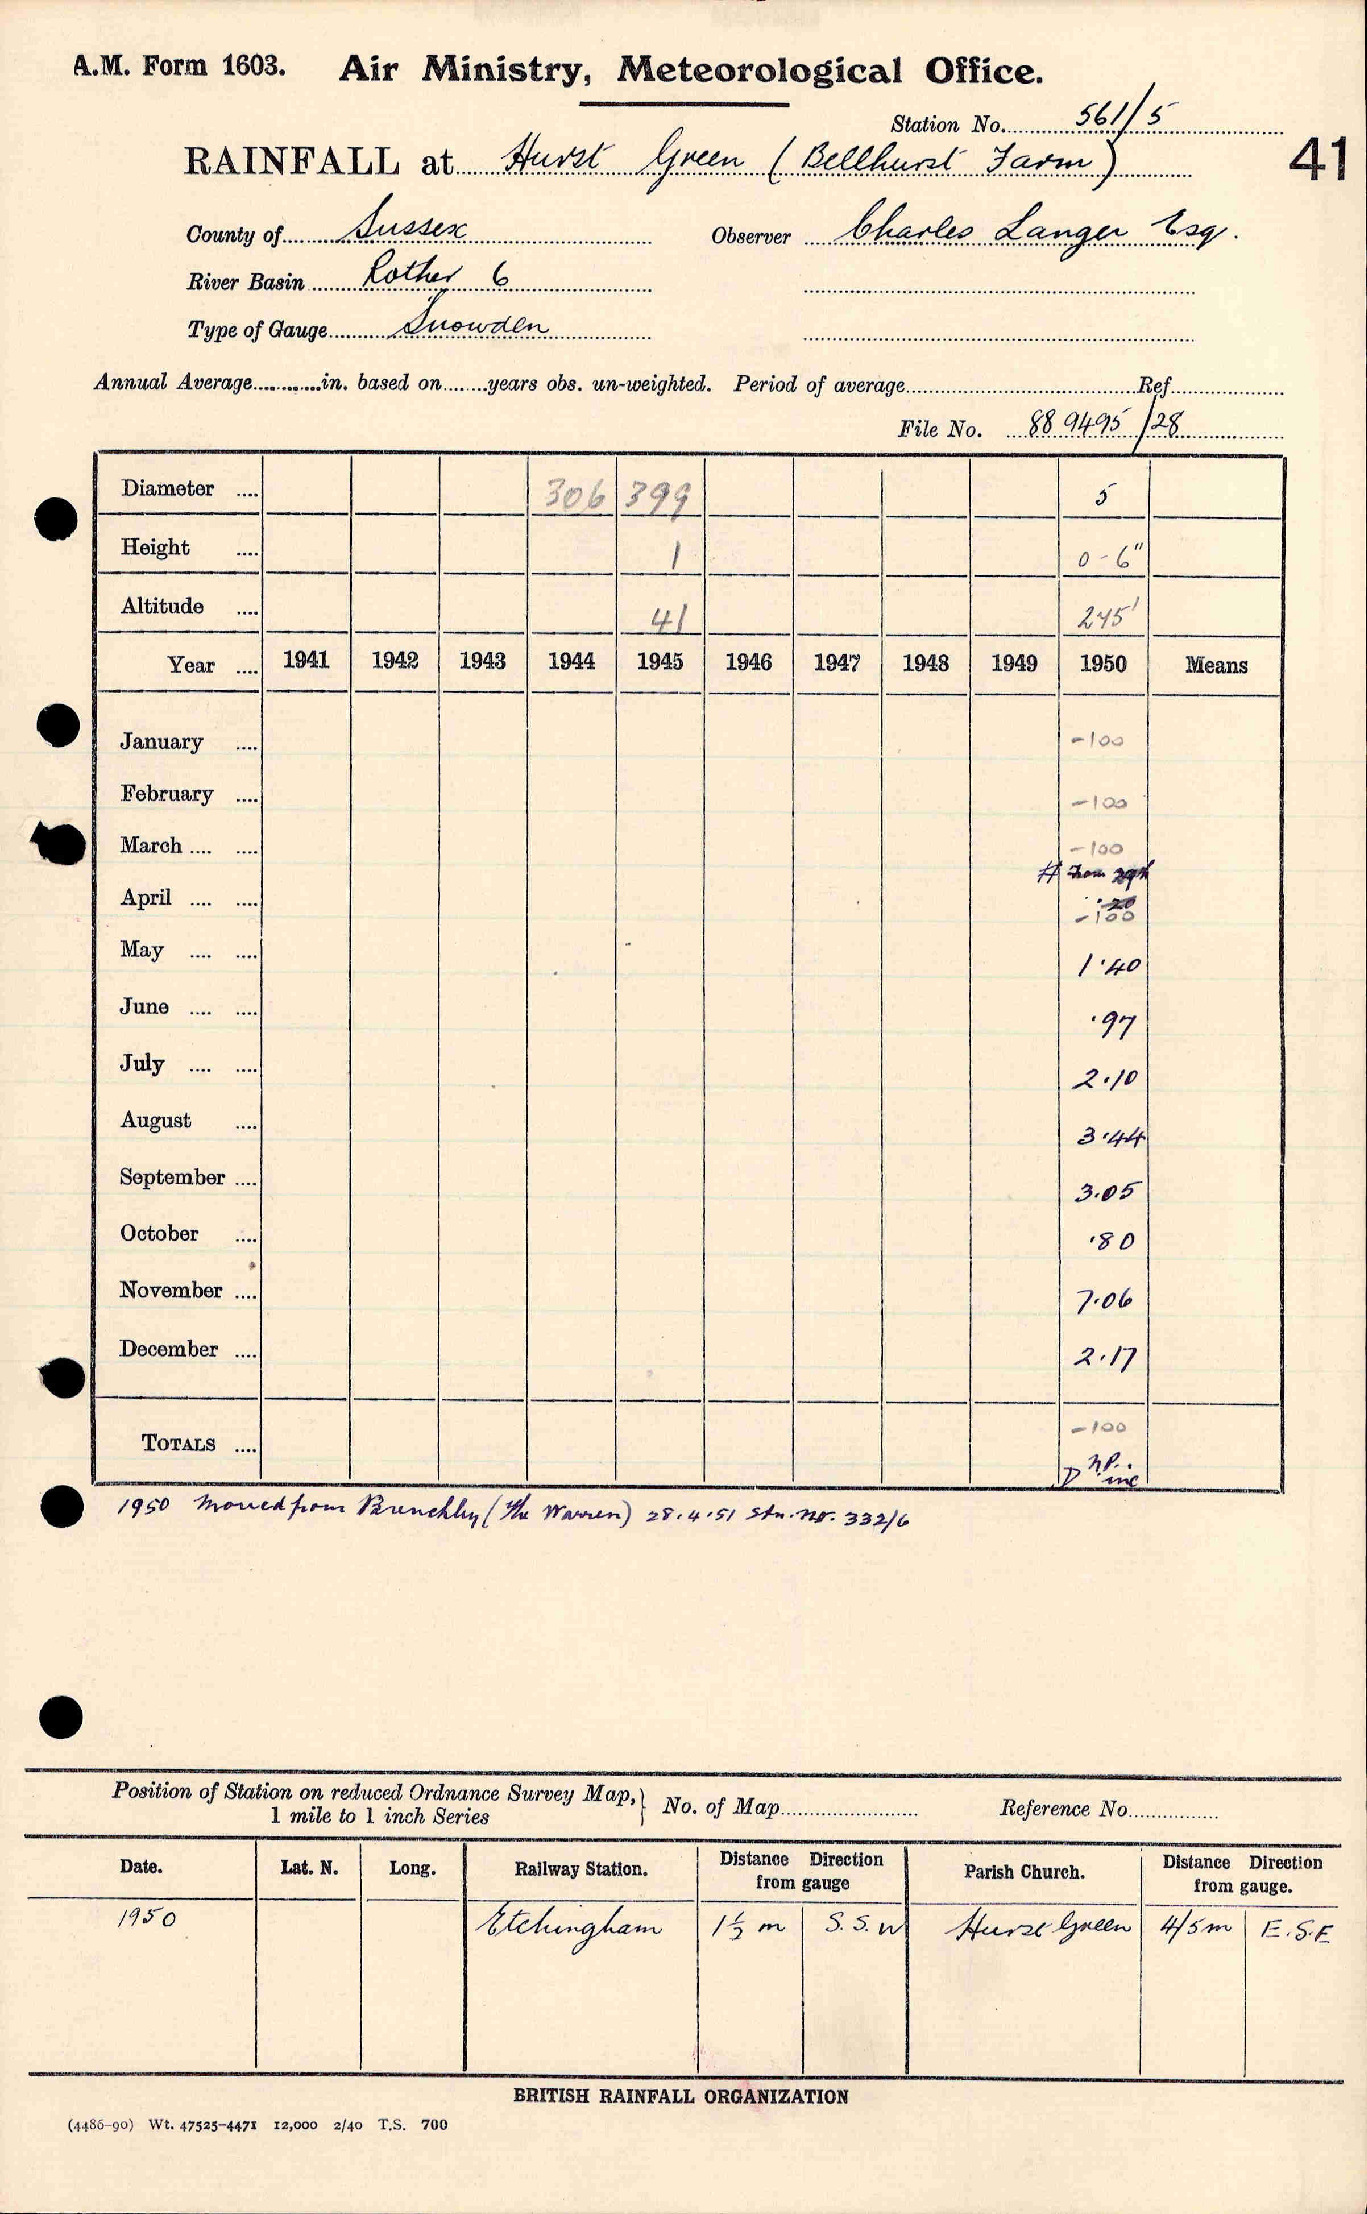 A.M. Form 1603. Air Ministry, Meteorological Office.
Station No. 561/5
RAINFALL at Hurst Green (Bellhurst Farm)
41
County of Sussex Observer Charles Langer Esq.
River Basin Rother 6
Type of Gauge Snowden
Annual Average............in. based on.......years obs. un-weighted. Period of average.......... Ref..........
File No. 88 9495/28
Diameter .... 306 399 5
Height .... 1 0-6"
Altitude .... 41 245'
Year .... 1941 1942 1943 1944 1945 1946 1947 1948 1949 1950 Means
January .... -100
February .... -100
March .... .... -100
# From 29th
April .... .... .20
-100
May .... .... 1.40
June .... .... .97
July .... .... 2.10
August .... 3.44
September .... 3.05
October .... .80
November .... 7.06
December .... 2.17
TOTALS .... -100
D inc
1950 Moved from Brenchley (The Warren) 28.4.51 Stn. no. 332/6
Position of Station on reduced Ordnance Survey Map,
1 mile to 1 inch Series } No. of Map.......... Reference No..........
Date. Lat. N. Long. Railway Station. Distance Direction from gauge Parish Church. Distance Direction from gauge.
1950 Etchingham 1½ m S.S.W Hurst Green 4/5 m E.S.E
BRITISH RAINFALL ORGANIZATION
(4486-90) Wt. 47525-4471 12,000 2/40 T.S. 700